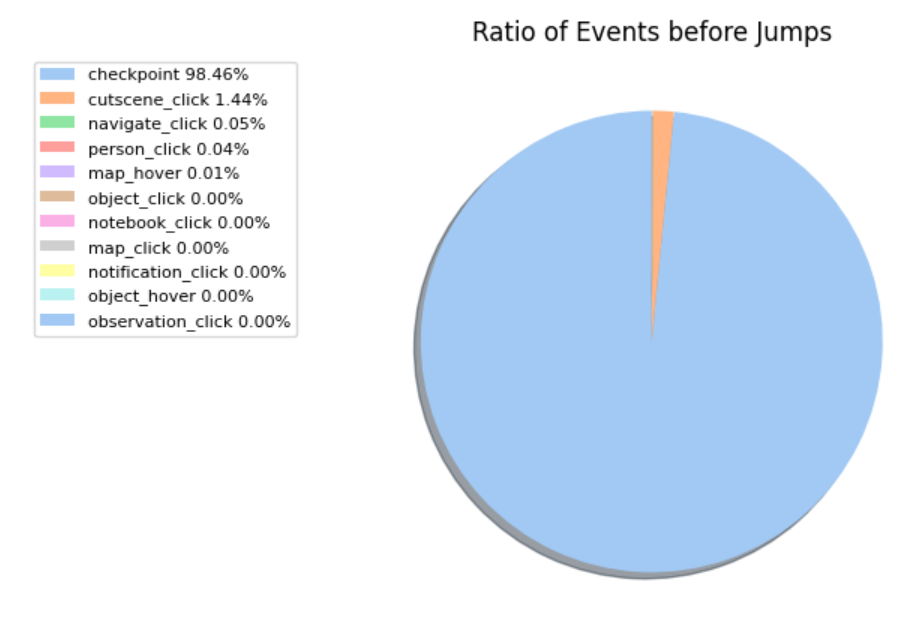 Ratio of Events before Jumps
checkpoint 98.46%
cutscene_click 1.44%
navigate_click 0.05%
person_click 0.04%
map_hover 0.01%
object_click 0.00%
notebook_click 0.00%
map_click 0.00%
notification_click 0.00%
object_hover 0.00%
observation_click 0.00%